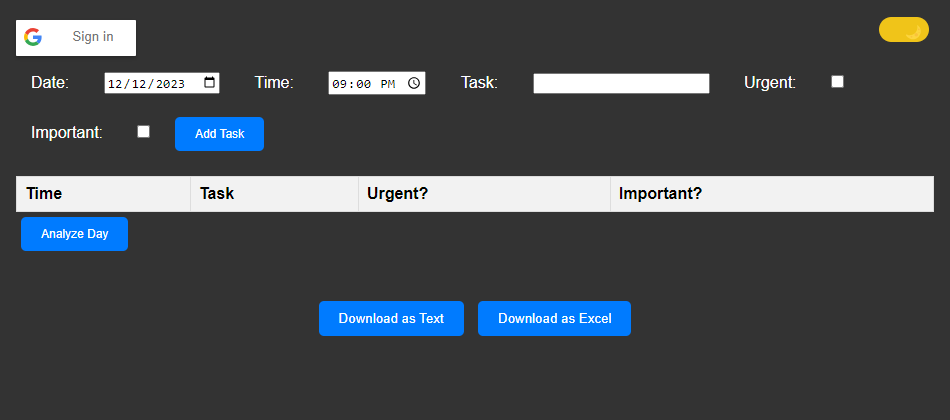 Sign in
Date: 12/12/2023 Time: 09:00 PM Task: Urgent:
Important: Add Task
Time Task Urgent? Important?
Analyze Day
Download as Text Download as Excel